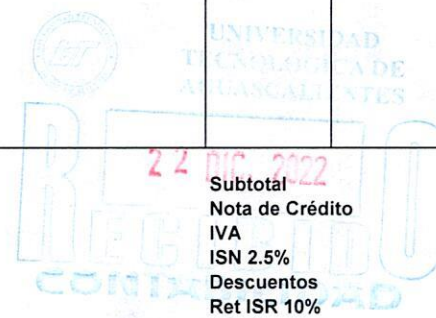 UNIVERSIDAD
TECNOLOGICA DE
AGUASCALIENTES
22 DIC. 2022
RECIBIDO
CONTABILIDAD
Subtotal
Nota de Crédito
IVA
ISN 2.5%
Descuentos
Ret ISR 10%